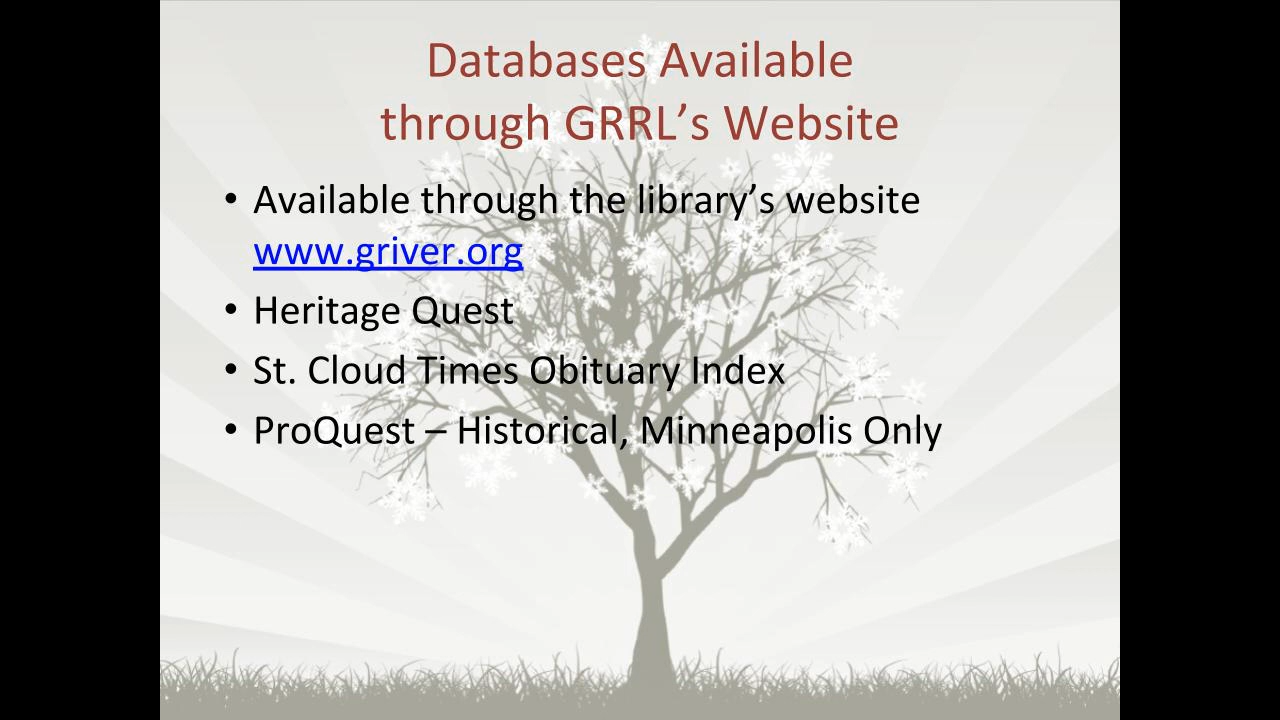 Databases Available
through GRRL’s Website
• Available through the library’s website
www.griver.org
• Heritage Quest
• St. Cloud Times Obituary Index
• ProQuest – Historical, Minneapolis Only